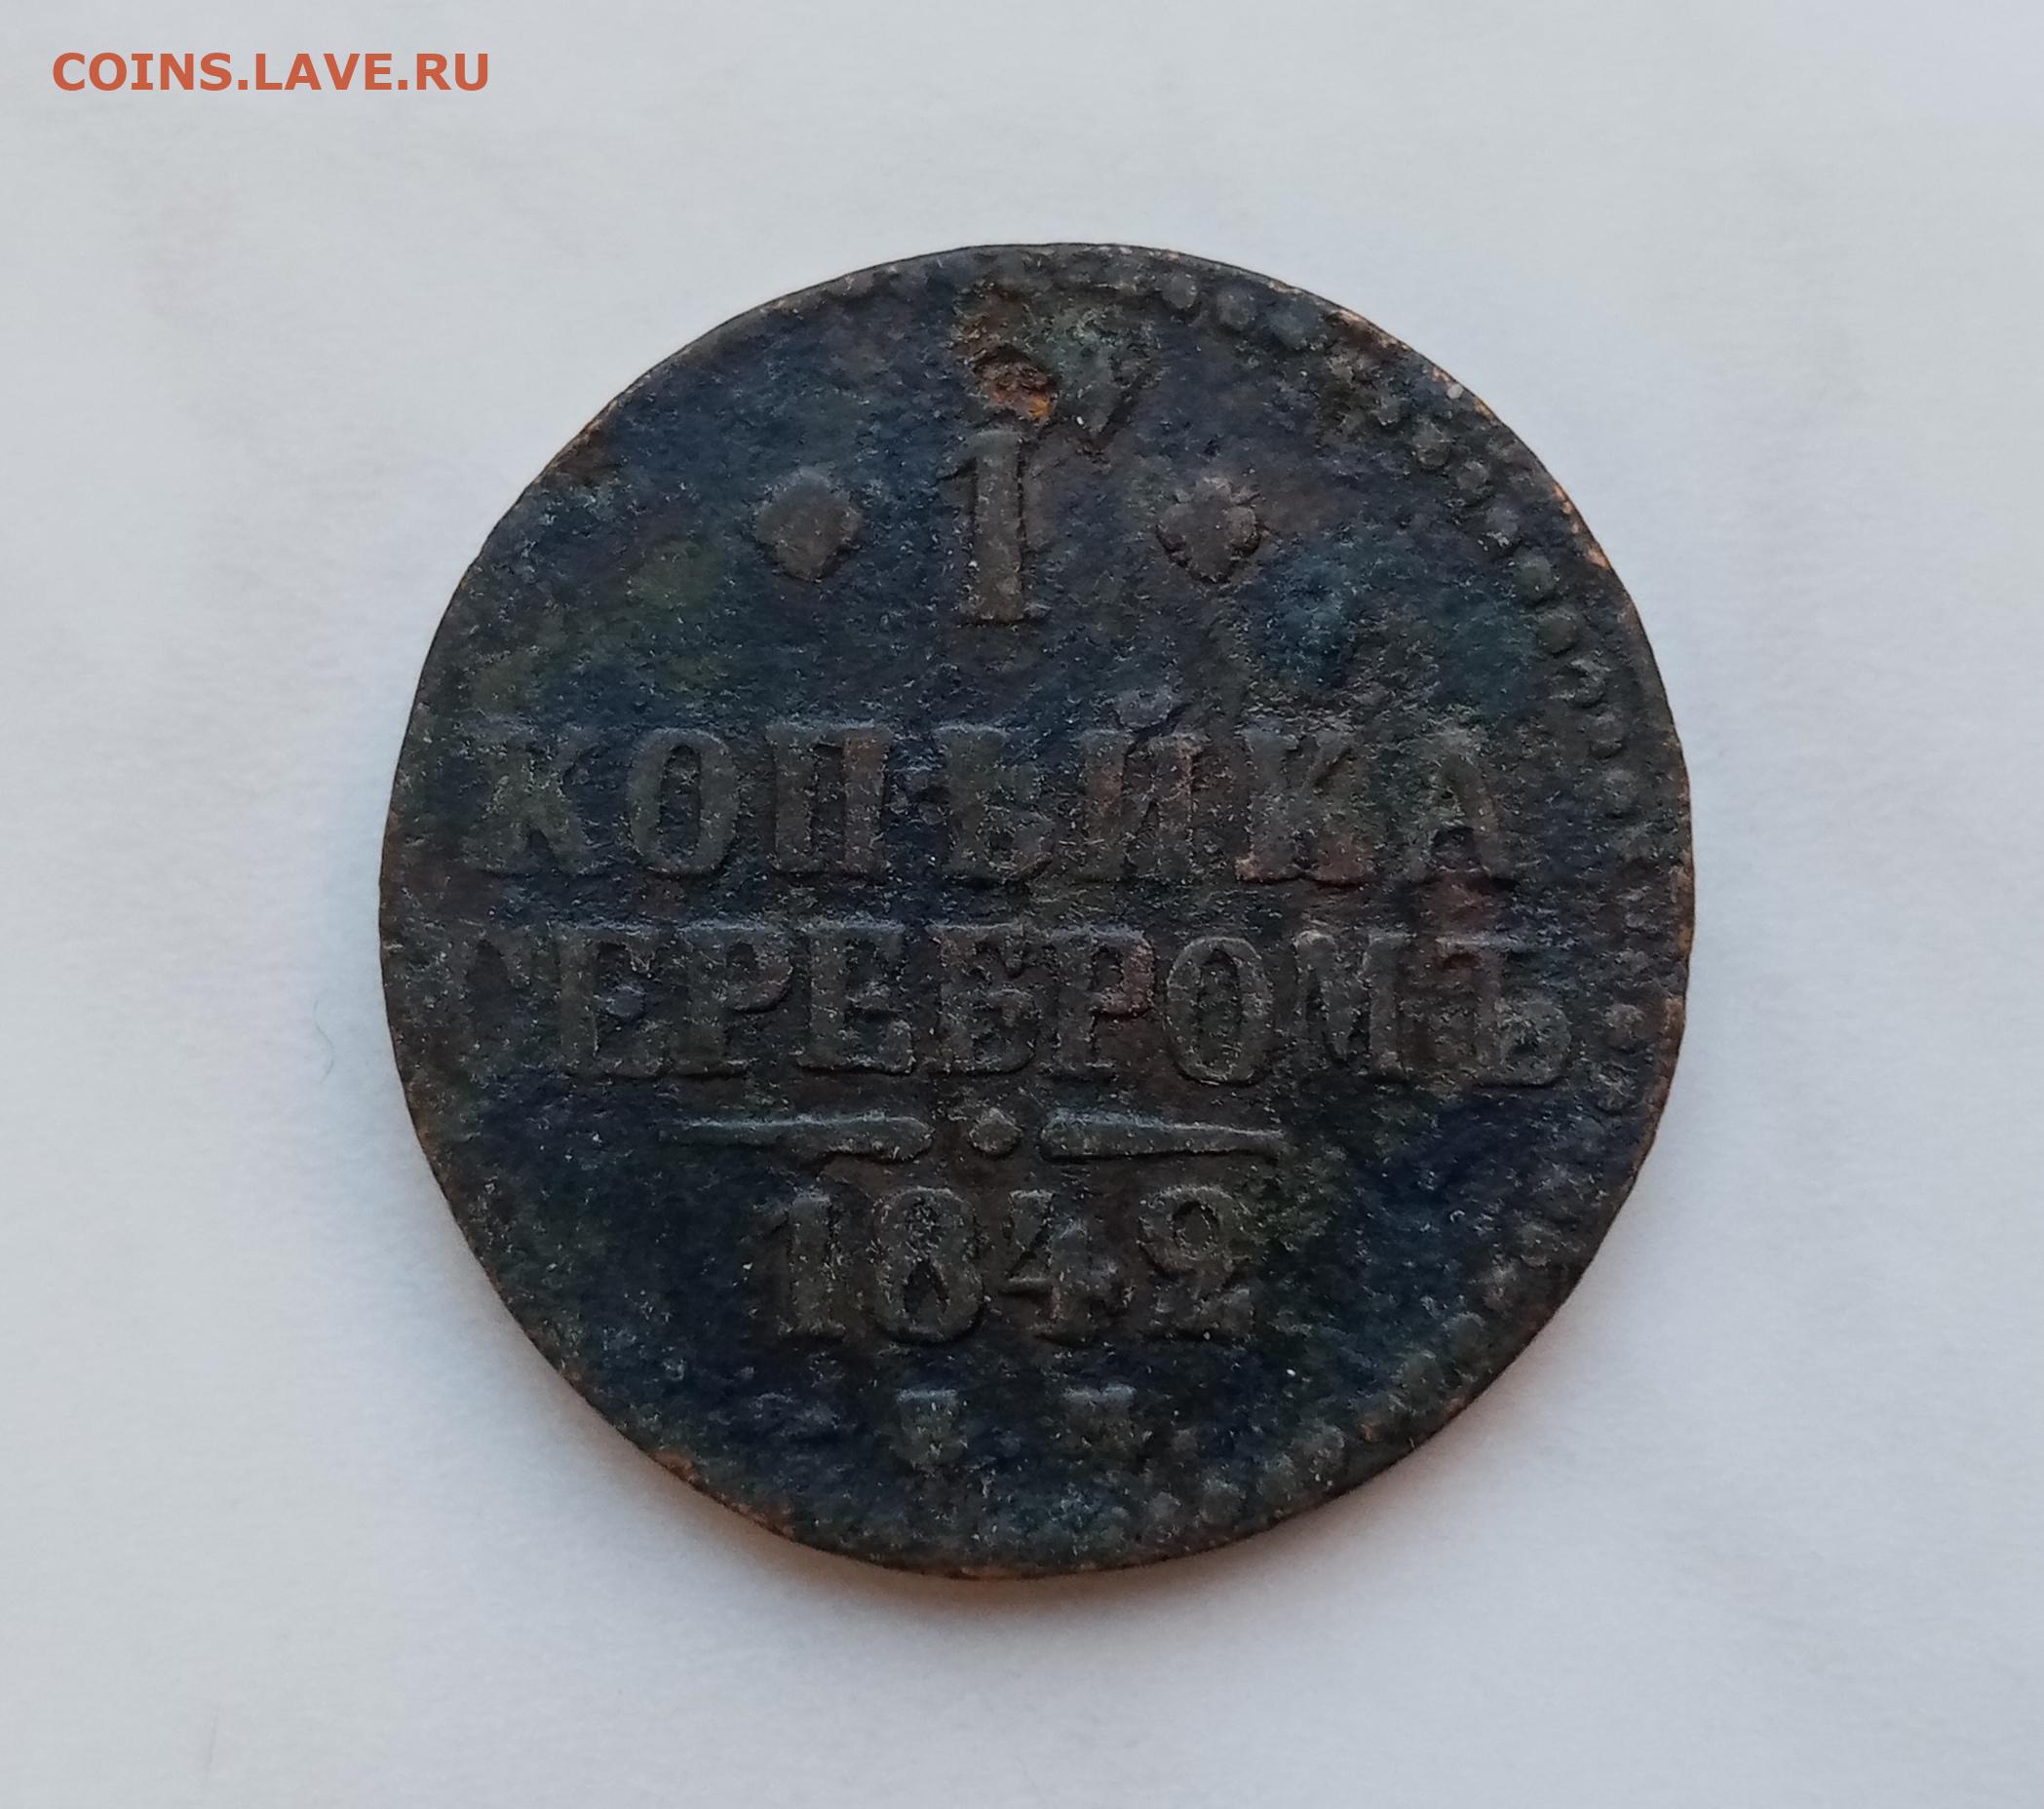 COINS.LAVE.RU
1
КОПѢЙКА
СЕРЕБРОМЪ
1842